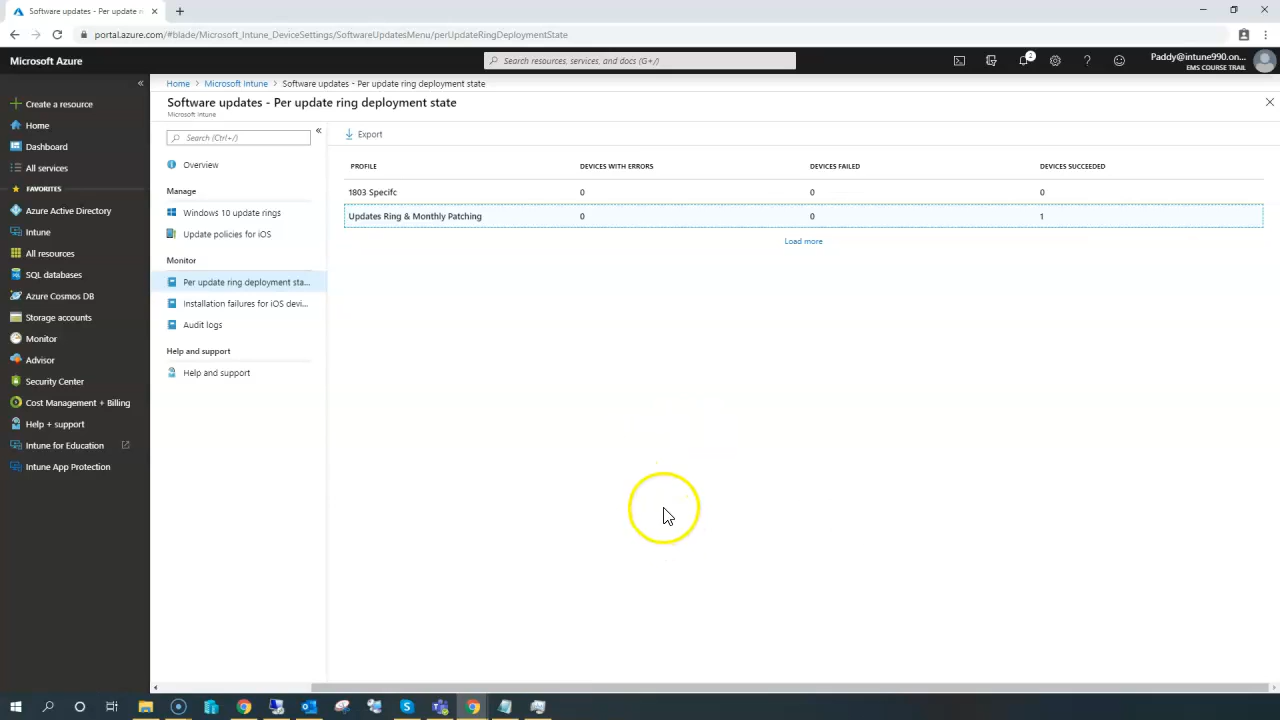 Software updates - Per update ri
portal.azure.com/#blade/Microsoft_Intune_DeviceSettings/SoftwareUpdatesMenu/perUpdateRingDeploymentState
Microsoft Azure
Search resources, services, and docs (G+/)
2
Paddy@intune990.on...
EMS COURSE TRAIL
Home > Microsoft Intune > Software updates - Per update ring deployment state
Software updates - Per update ring deployment state
Microsoft Intune
Create a resource
Home
Dashboard
All services
FAVORITES
Azure Active Directory
Intune
All resources
SQL databases
Azure Cosmos DB
Storage accounts
Monitor
Advisor
Security Center
Cost Management + Billing
Help + support
Intune for Education
Intune App Protection
Search (Ctrl+/)
Overview
Manage
Windows 10 update rings
Update policies for iOS
Monitor
Per update ring deployment sta...
Installation failures for iOS devi...
Audit logs
Help and support
Help and support
Export
PROFILE DEVICES WITH ERRORS DEVICES FAILED DEVICES SUCCEEDED
1803 Specifc 0 0 0
Updates Ring & Monthly Patching 0 0 1
Load more